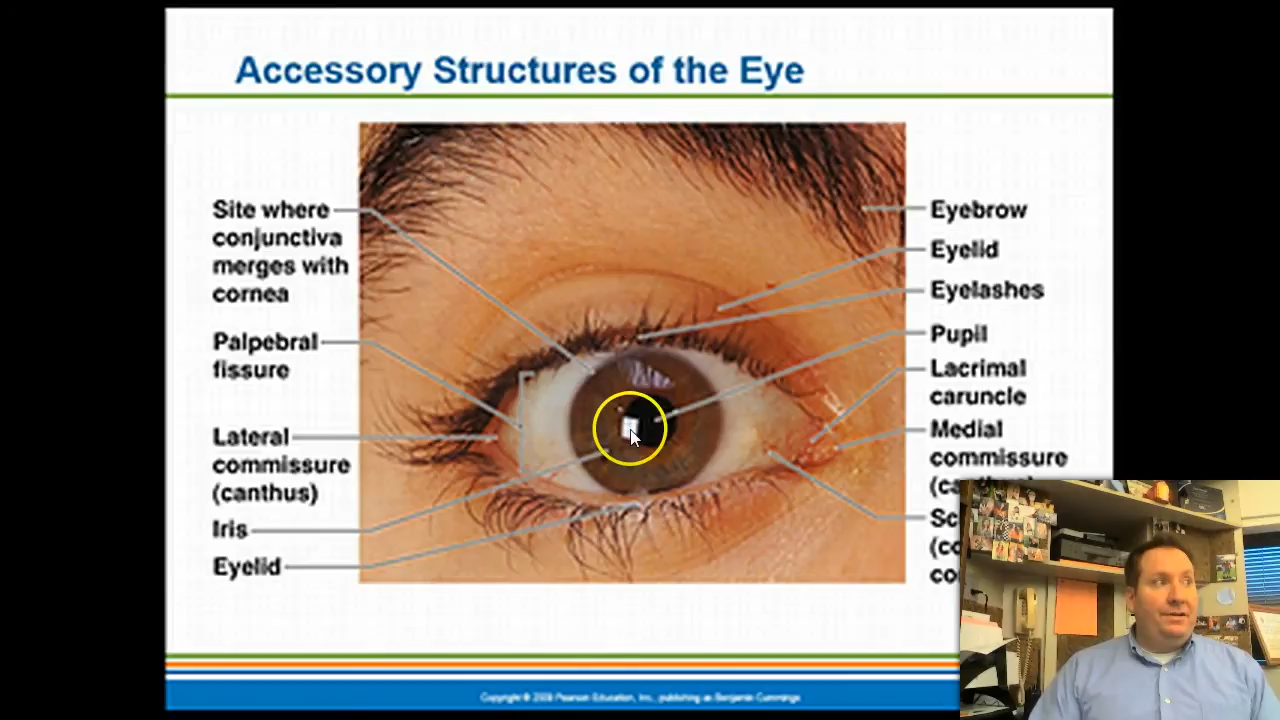 Accessory Structures of the Eye
Site where
conjunctiva
merges with
cornea
Palpebral
fissure
Lateral
commissure
(canthus)
Iris
Eyelid
Eyebrow
Eyelid
Eyelashes
Pupil
Lacrimal
caruncle
Medial
commissure
Copyright © 2009 Pearson Education, Inc., publishing as Benjamin Cummings